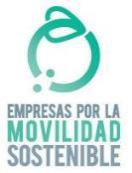 EMPRESAS POR LA
MOVILIDAD
SOSTENIBLE